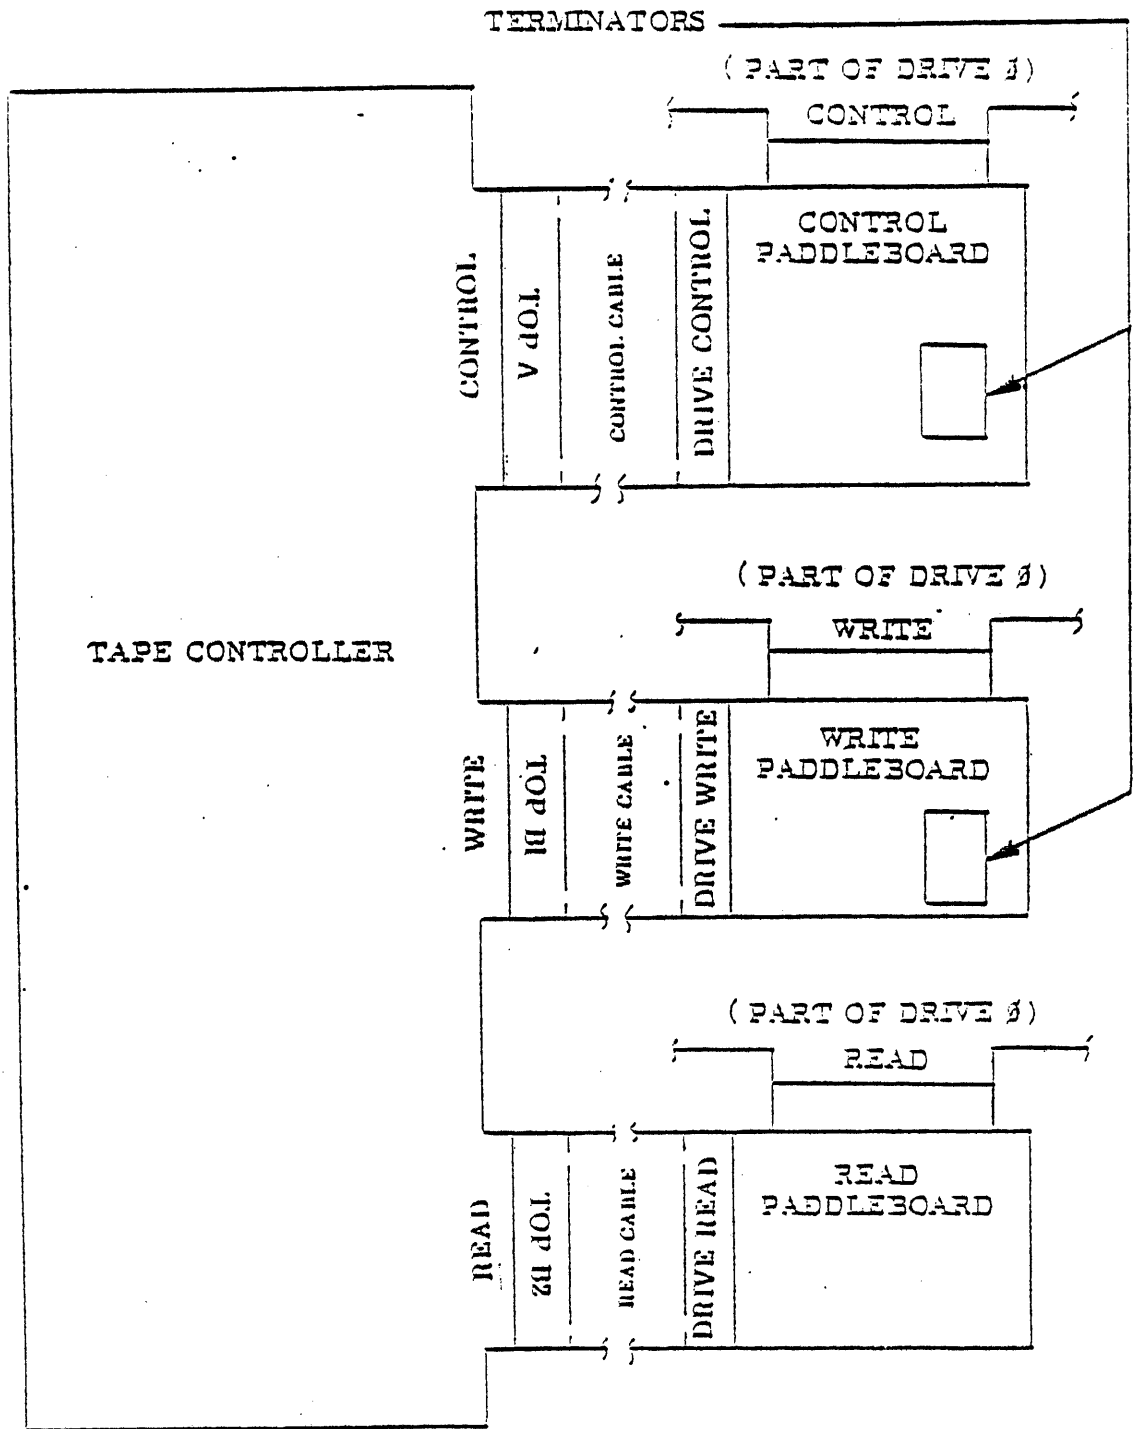 TERMINATORS
( PART OF DRIVE Ø )
CONTROL
CONTROL
PADDLEBOARD
CONTROL
TOP A
CONTROL CABLE
DRIVE CONTROL
TAPE CONTROLLER
( PART OF DRIVE Ø )
WRITE
WRITE
PADDLEBOARD
WRITE
TOP B1
WRITE CABLE
DRIVE WRITE
( PART OF DRIVE Ø )
READ
READ
PADDLEBOARD
READ
TOP B2
READ CABLE
DRIVE READ